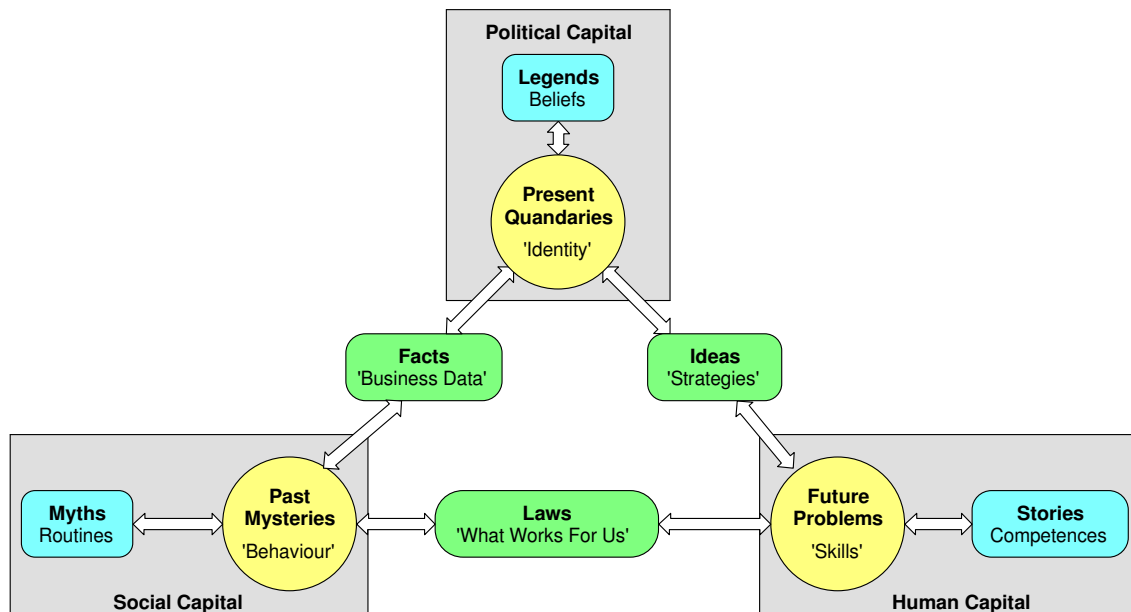 Political Capital
Legends
Beliefs
Present
Quandaries
'Identity'
Facts
'Business Data'
Ideas
'Strategies'
Myths
Routines
Past
Mysteries
'Behaviour'
Laws
'What Works For Us'
Future
Problems
'Skills'
Stories
Competences
Social Capital
Human Capital